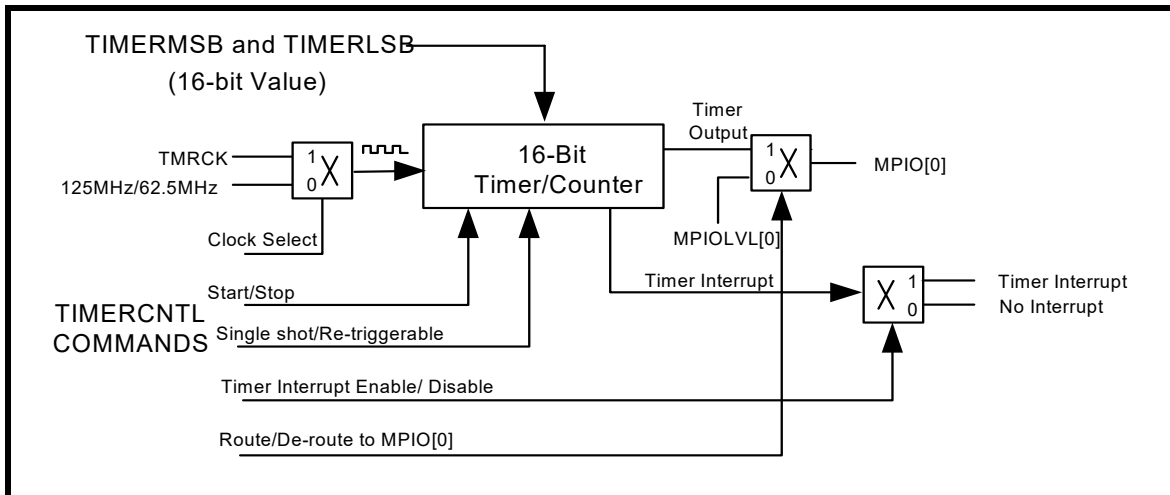 TIMERMSB and TIMERLSB
(16-bit Value)
Timer
Output
TMRCK
125MHz/62.5MHz
1
0
X
16-Bit
Timer/Counter
1
0
X
MPIO[0]
Clock Select
MPIOLVL[0]
Timer Interrupt
X
1
0
Timer Interrupt
No Interrupt
Start/Stop
TIMERCNTL
COMMANDS
Single shot/Re-triggerable
Timer Interrupt Enable/ Disable
Route/De-route to MPIO[0]